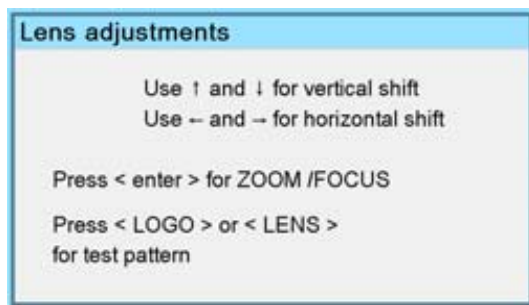 Lens adjustments
Use ↑ and ↓ for vertical shift
Use ← and → for horizontal shift
Press < enter > for ZOOM /FOCUS
Press < LOGO > or < LENS >
for test pattern